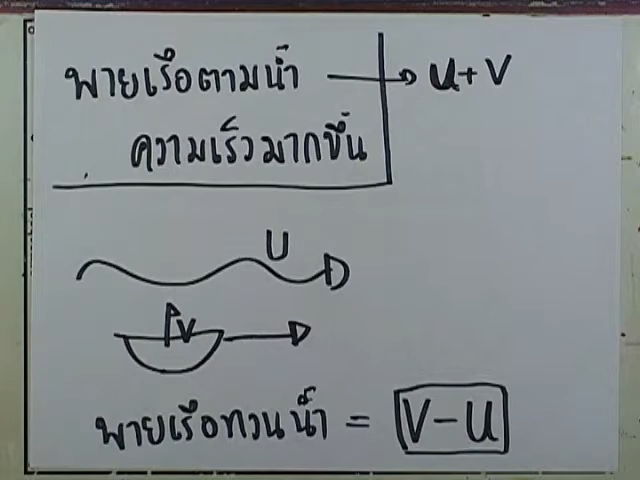 พายเรือตามน้ำ → u+v
ความเร็วมากขึ้น
U
V
พายเรือทวนน้ำ = V-U